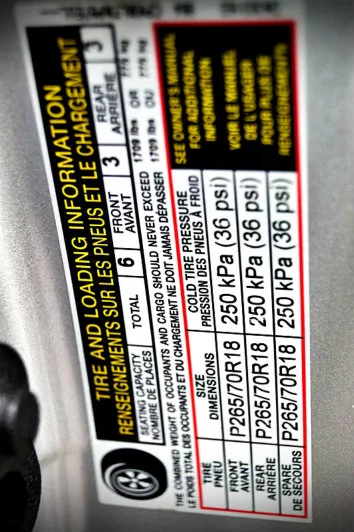 TIRE AND LOADING INFORMATION
RENSEIGNEMENTS SUR LES PNEUS ET LE CHARGEMENT
SEATING CAPACITY TOTAL 6 FRONT 3 REAR 3
NOMBRE DE PLACES AVANT ARRIÈRE
THE COMBINED WEIGHT OF OCCUPANTS AND CARGO SHOULD NEVER EXCEED 1709 lbs OR
LE POIDS TOTAL DES OCCUPANTS ET DU CHARGEMENT NE DOIT JAMAIS DÉPASSER 1709 lbs OU
TIRE SIZE COLD TIRE PRESSURE
PNEU DIMENSIONS PRESSION DES PNEUS À FROID
FRONT P265/70R18 250 kPa (36 psi)
AVANT
REAR P265/70R18 250 kPa (36 psi)
ARRIÈRE
SPARE P265/70R18 250 kPa (36 psi)
DE SECOURS
SEE OWNER'S MANUAL
FOR ADDITIONAL
INFORMATION
VOIR LE MANUEL
DE L'USAGER
POUR PLUS DE
RENSEIGNEMENTS